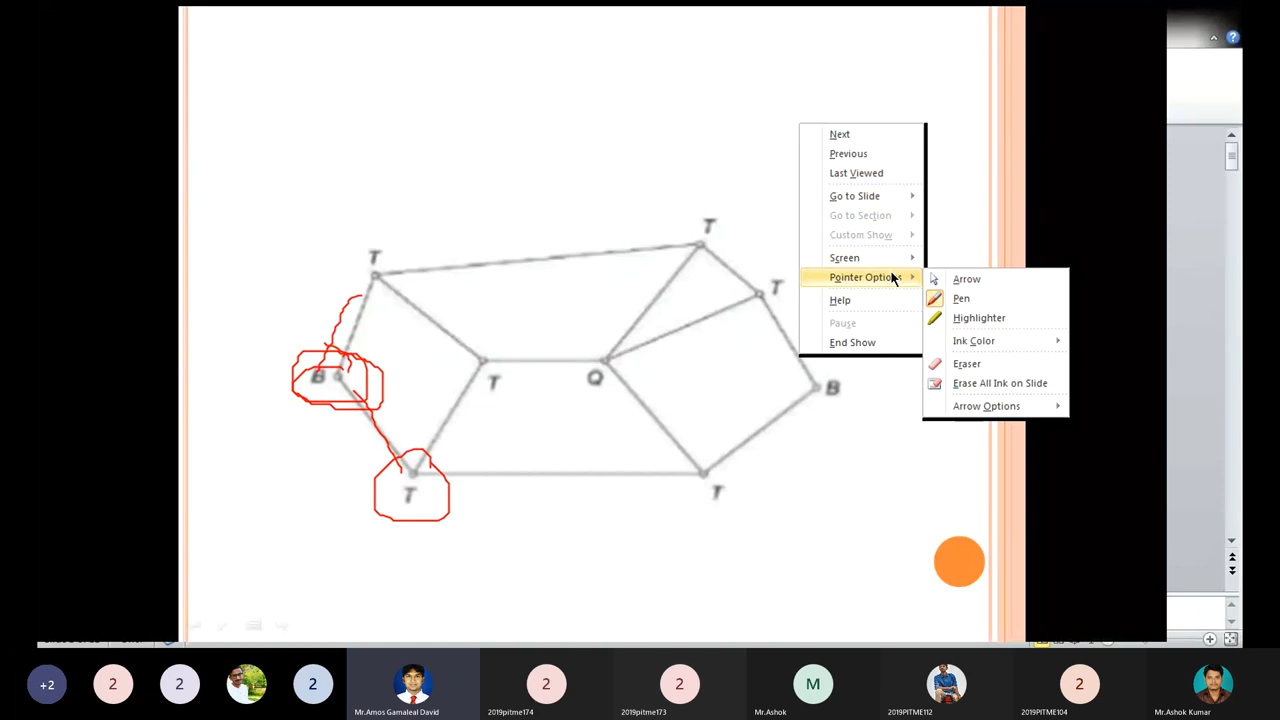 Next
Previous
Last Viewed
Go to Slide
Go to Section
Custom Show
Screen
Pointer Options
Help
Pause
End Show
Arrow
Pen
Highlighter
Ink Color
Eraser
Erase All Ink on Slide
Arrow Options
T
T
T
T
B
T
Q
B
T
T
+2
2
2
2
2
2
M
2
Mr.Amos Gamaleal David
2019pitme174
2019pitme173
Mr.Ashok
2019PITME112
2019PITME104
Mr.Ashok Kumar